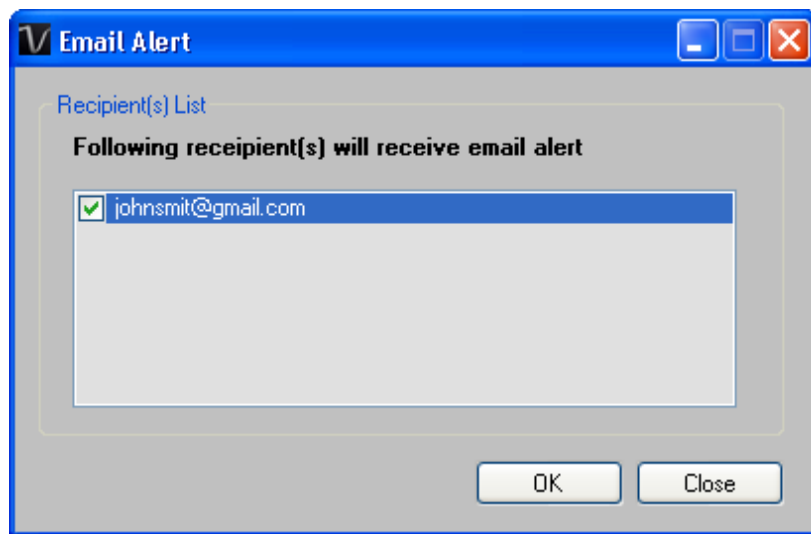 Email Alert
Recipient(s) List
Following receipient(s) will receive email alert
johnsmit@gmail.com
OK
Close